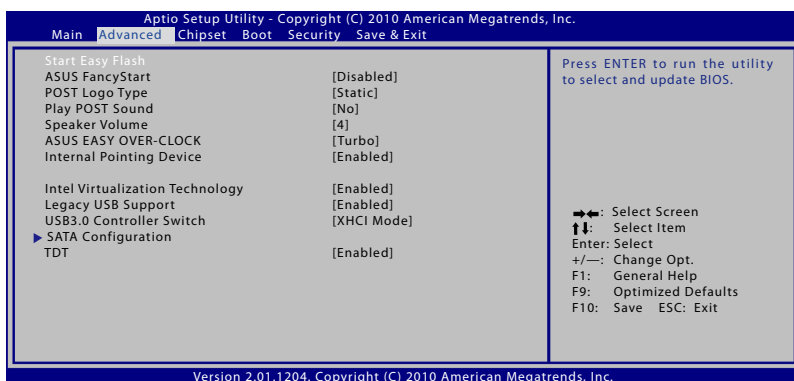 Aptio Setup Utility - Copyright (C) 2010 American Megatrends, Inc.
Main Advanced Chipset Boot Security Save & Exit
Start Easy Flash
ASUS FancyStart [Disabled]
POST Logo Type [Static]
Play POST Sound [No]
Speaker Volume [4]
ASUS EASY OVER-CLOCK [Turbo]
Internal Pointing Device [Enabled]
Intel Virtualization Technology [Enabled]
Legacy USB Support [Enabled]
USB3.0 Controller Switch [XHCI Mode]
SATA Configuration
TDT [Enabled]
Press ENTER to run the utility
to select and update BIOS.
→←: Select Screen
↑↓: Select Item
Enter: Select
+/—: Change Opt.
F1: General Help
F9: Optimized Defaults
F10: Save ESC: Exit
Version 2.01.1204. Copyright (C) 2010 American Megatrends, Inc.